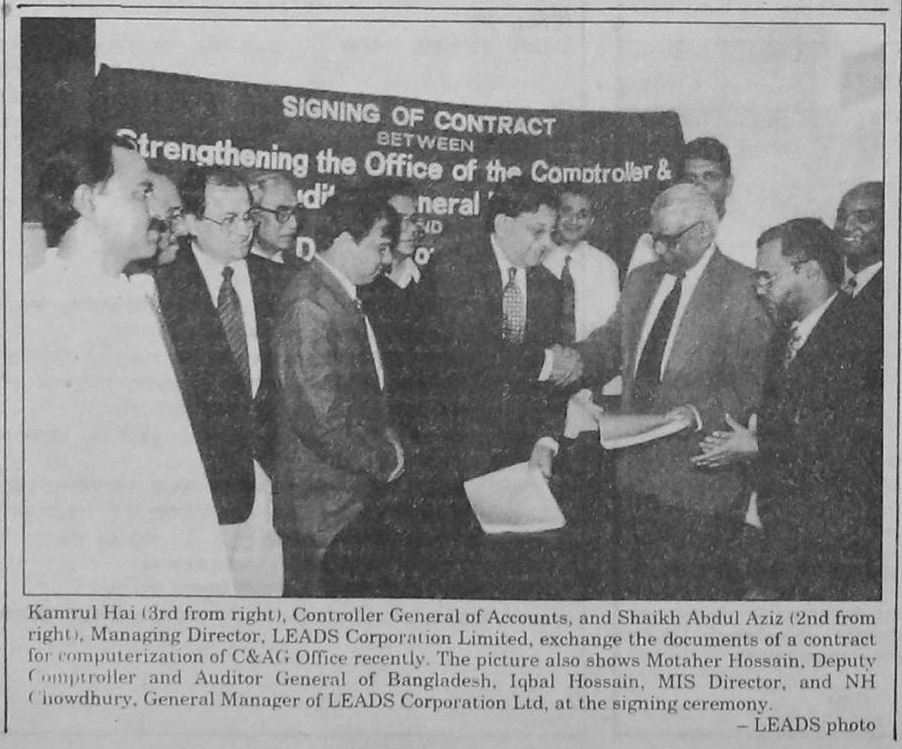 SIGNING OF CONTRACT
BETWEEN
Strengthening the Office of the Comptroller &
neral
ND
D
Kamrul Hai (3rd from right), Controller General of Accounts, and Shaikh Abdul Aziz (2nd from
right), Managing Director, LEADS Corporation Limited, exchange the documents of a contract
for computerization of C&AG Office recently. The picture also shows Motaher Hossain, Deputy
Comptroller and Auditor General of Bangladesh, Iqbal Hossain, MIS Director, and NH
Chowdhury, General Manager of LEADS Corporation Ltd, at the signing ceremony.
– LEADS photo